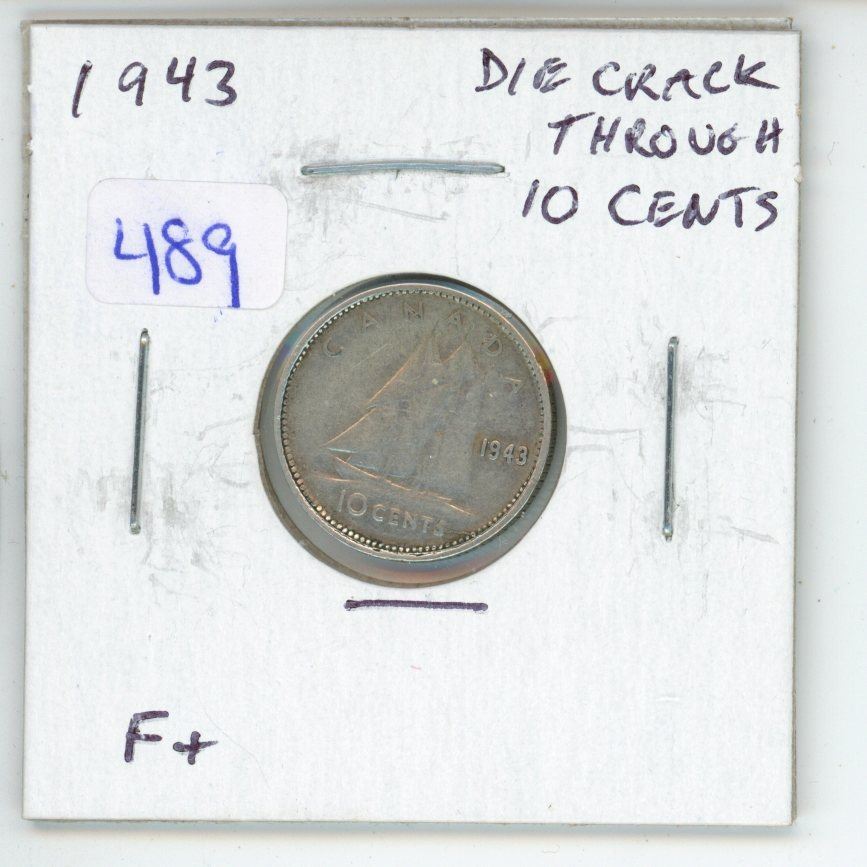 1943
DIE CRACK
THROUGH
10 CENTS
489
CANADA
1943
10 CENTS
F+